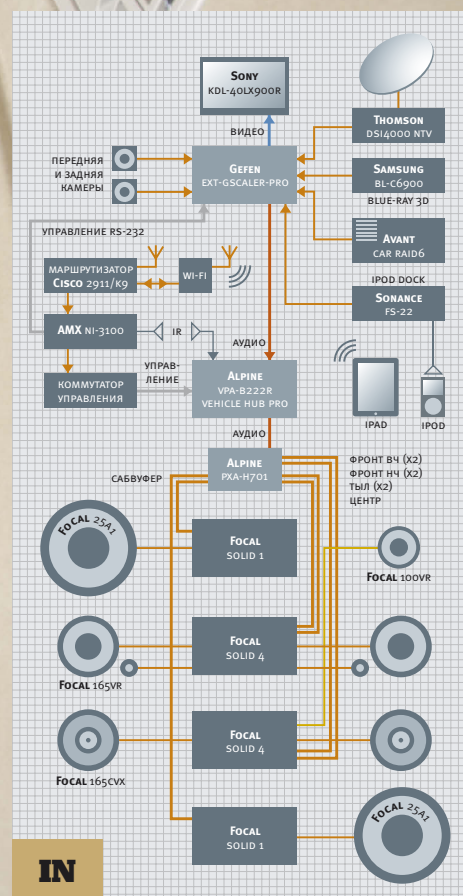 SONY
KDL-40LX900R
ВИДЕО
THOMSON
DSI4000 NTV
ПЕРЕДНЯЯ
И ЗАДНЯЯ
КАМЕРЫ
GEFEN
EXT-GSCALER-PRO
SAMSUNG
BL-C6900
BLUE-RAY 3D
УПРАВЛЕНИЕ RS-232
AVANT
CAR RAID6
МАРШРУТИЗАТОР
CISCO 2911/K9
WI-FI
IPOD DOCK
SONANCE
FS-22
AMX NI-3100
IR
АУДИО
УПРАВ-
ЛЕНИЕ
КОММУТАТОР
УПРАВЛЕНИЯ
ALPINE
VPA-B222R
VEHICLE HUB PRO
IPAD
IPOD
АУДИО
ALPINE
PXA-H701
САБВУФЕР
ФРОНТ ВЧ (X2)
ФРОНТ НЧ (X2)
ТЫЛ (X2)
ЦЕНТР
FOCAL 25A1
FOCAL
SOLID 1
FOCAL 100VR
FOCAL
SOLID 4
FOCAL 165VR
FOCAL
SOLID 4
FOCAL 165CVX
FOCAL
SOLID 1
FOCAL 25A1
IN